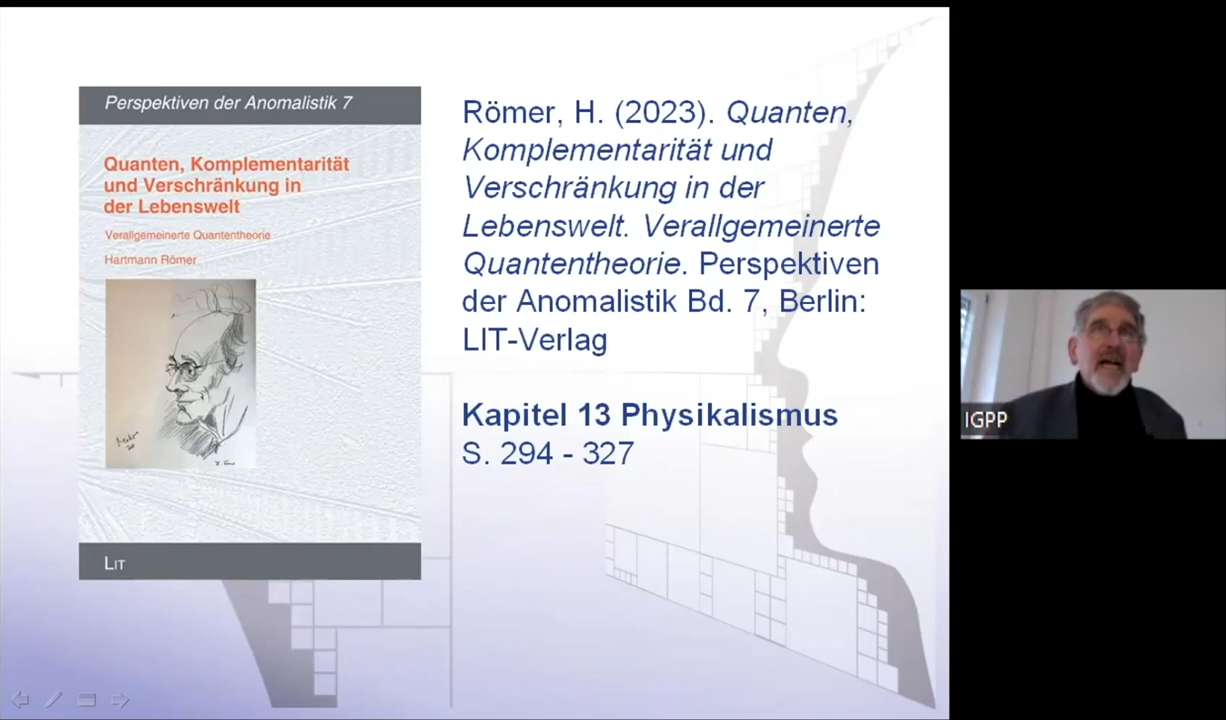 Perspektiven der Anomalistik 7
Quanten, Komplementarität
und Verschränkung in
der Lebenswelt
Verallgemeinerte Quantentheorie
Hartmann Römer
LIT
Römer, H. (2023). Quanten,
Komplementarität und
Verschränkung in der
Lebenswelt. Verallgemeinerte
Quantentheorie. Perspektiven
der Anomalistik Bd. 7, Berlin:
LIT-Verlag
Kapitel 13 Physikalismus
S. 294 - 327
IGPP